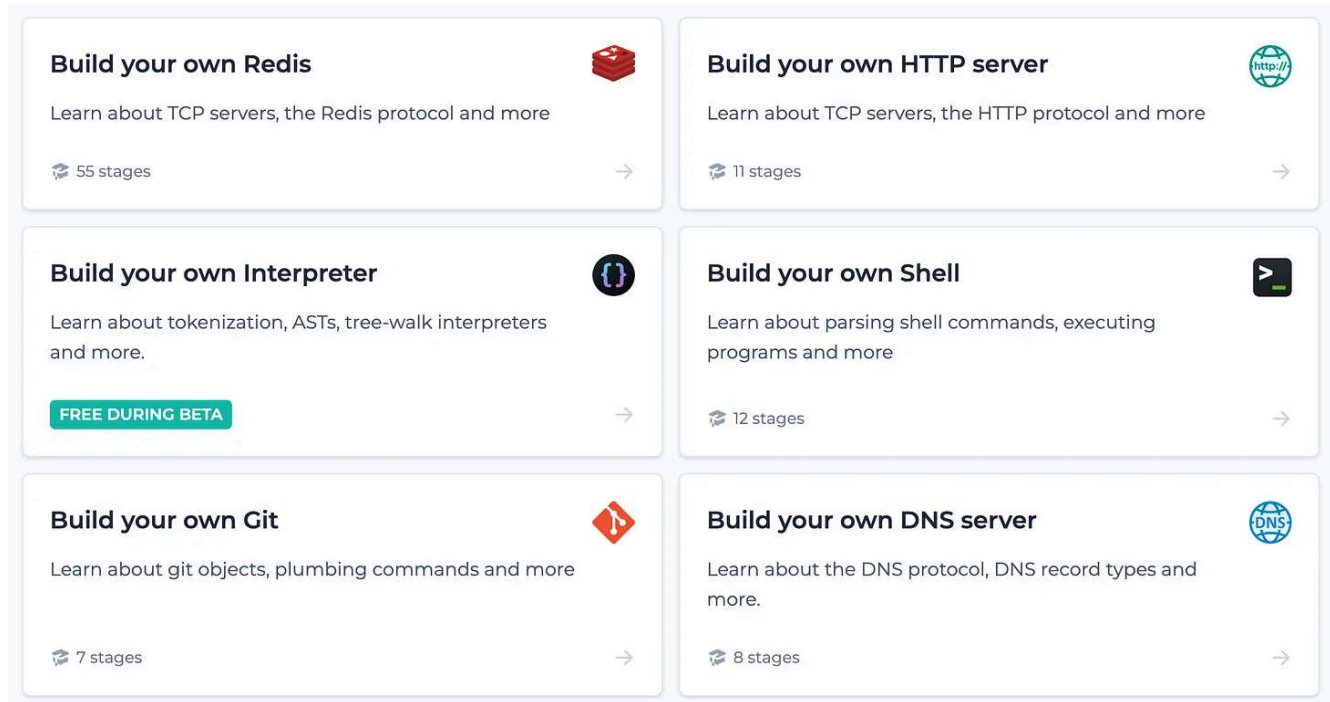 Build your own Redis
Learn about TCP servers, the Redis protocol and more
55 stages
Build your own HTTP server
http://
Learn about TCP servers, the HTTP protocol and more
11 stages
Build your own Interpreter
{}
Learn about tokenization, ASTs, tree-walk interpreters
and more.
FREE DURING BETA
Build your own Shell
>_
Learn about parsing shell commands, executing
programs and more
12 stages
Build your own Git
Learn about git objects, plumbing commands and more
7 stages
Build your own DNS server
DNS
Learn about the DNS protocol, DNS record types and
more.
8 stages